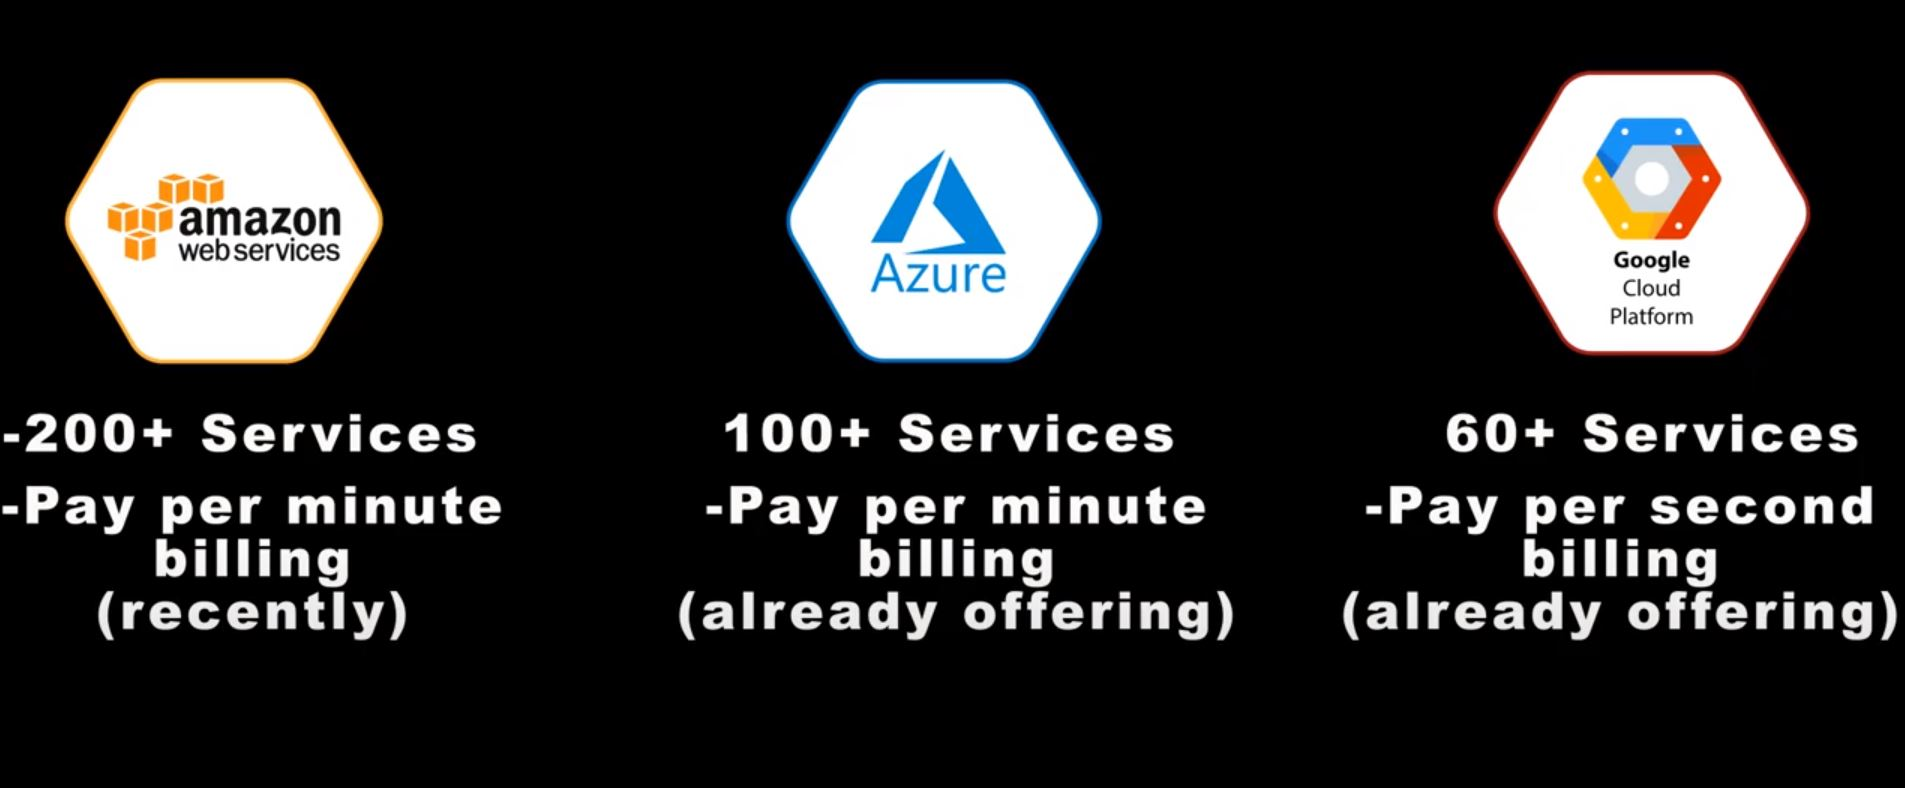 amazon
web services
-200+ Services
-Pay per minute
billing
(recently)
Azure
100+ Services
-Pay per minute
billing
(already offering)
Google
Cloud
Platform
60+ Services
-Pay per second
billing
(already offering)